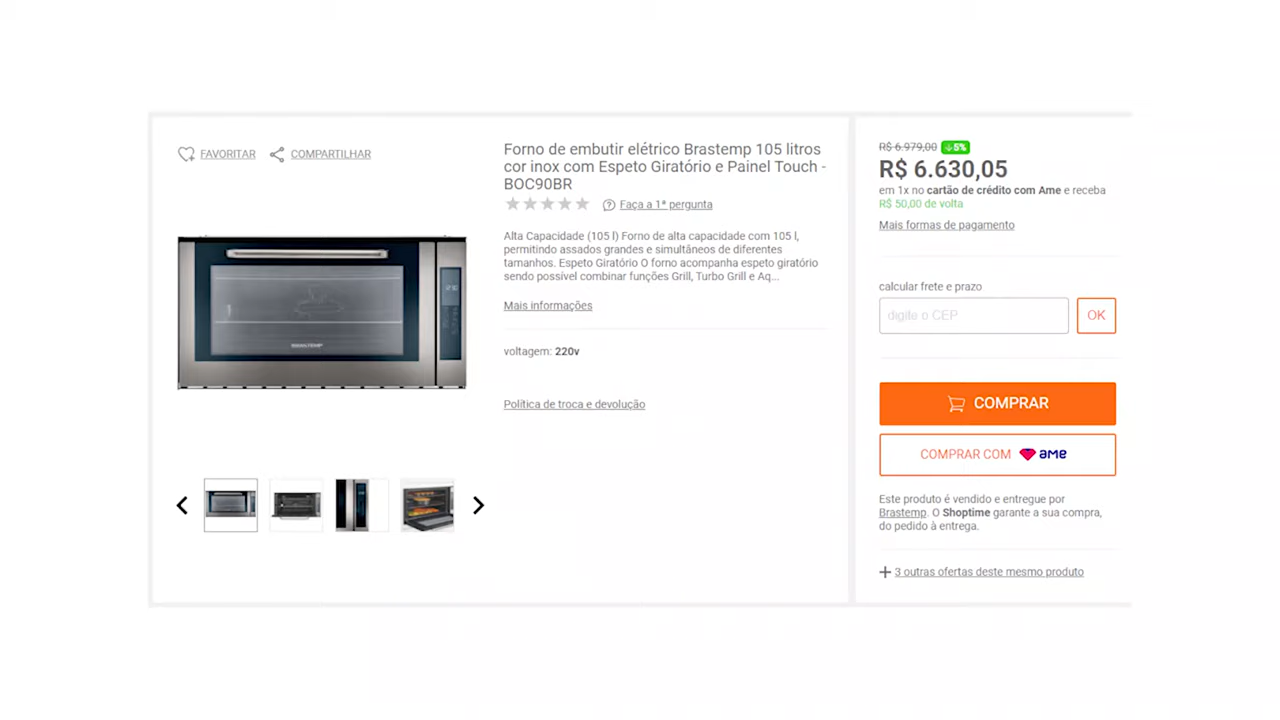 FAVORITAR
COMPARTILHAR
BRASTEMP
Forno de embutir elétrico Brastemp 105 litros
cor inox com Espeto Giratório e Painel Touch -
BOC90BR
Faça a 1ª pergunta
Alta Capacidade (105 l) Forno de alta capacidade com 105 l,
permitindo assados grandes e simultâneos de diferentes
tamanhos. Espeto Giratório O forno acompanha espeto giratório
sendo possível combinar funções Grill, Turbo Grill e Aq...
Mais informações
voltagem: 220v
Política de troca e devolução
R$ 6.979,00 5%
R$ 6.630,05
em 1x no cartão de crédito com Ame e receba
R$ 50,00 de volta
Mais formas de pagamento
calcular frete e prazo
digite o CEP
OK
COMPRAR
COMPRAR COM ame
Este produto é vendido e entregue por
Brastemp. O Shoptime garante a sua compra,
do pedido à entrega.
+ 3 outras ofertas deste mesmo produto